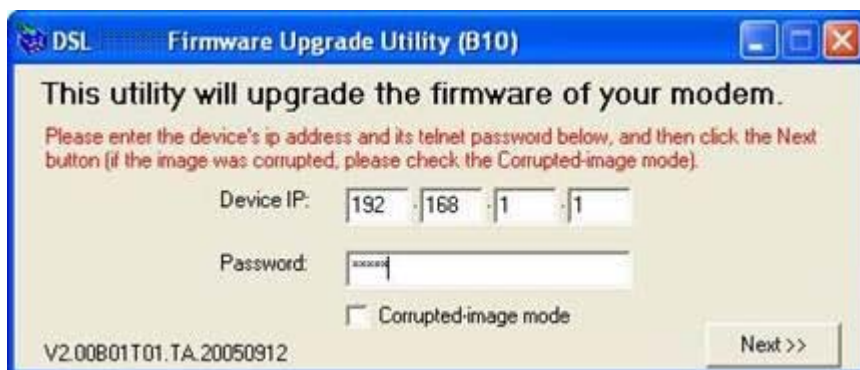 DSL Firmware Upgrade Utility (B10)
This utility will upgrade the firmware of your modem.
Please enter the device's ip address and its telnet password below, and then click the Next
button (if the image was corrupted, please check the Corrupted-image mode).
Device IP: 192 . 168 . 1 . 1
Password: *****
Corrupted-image mode
V2.00B01T01.TA.20050912
Next >>